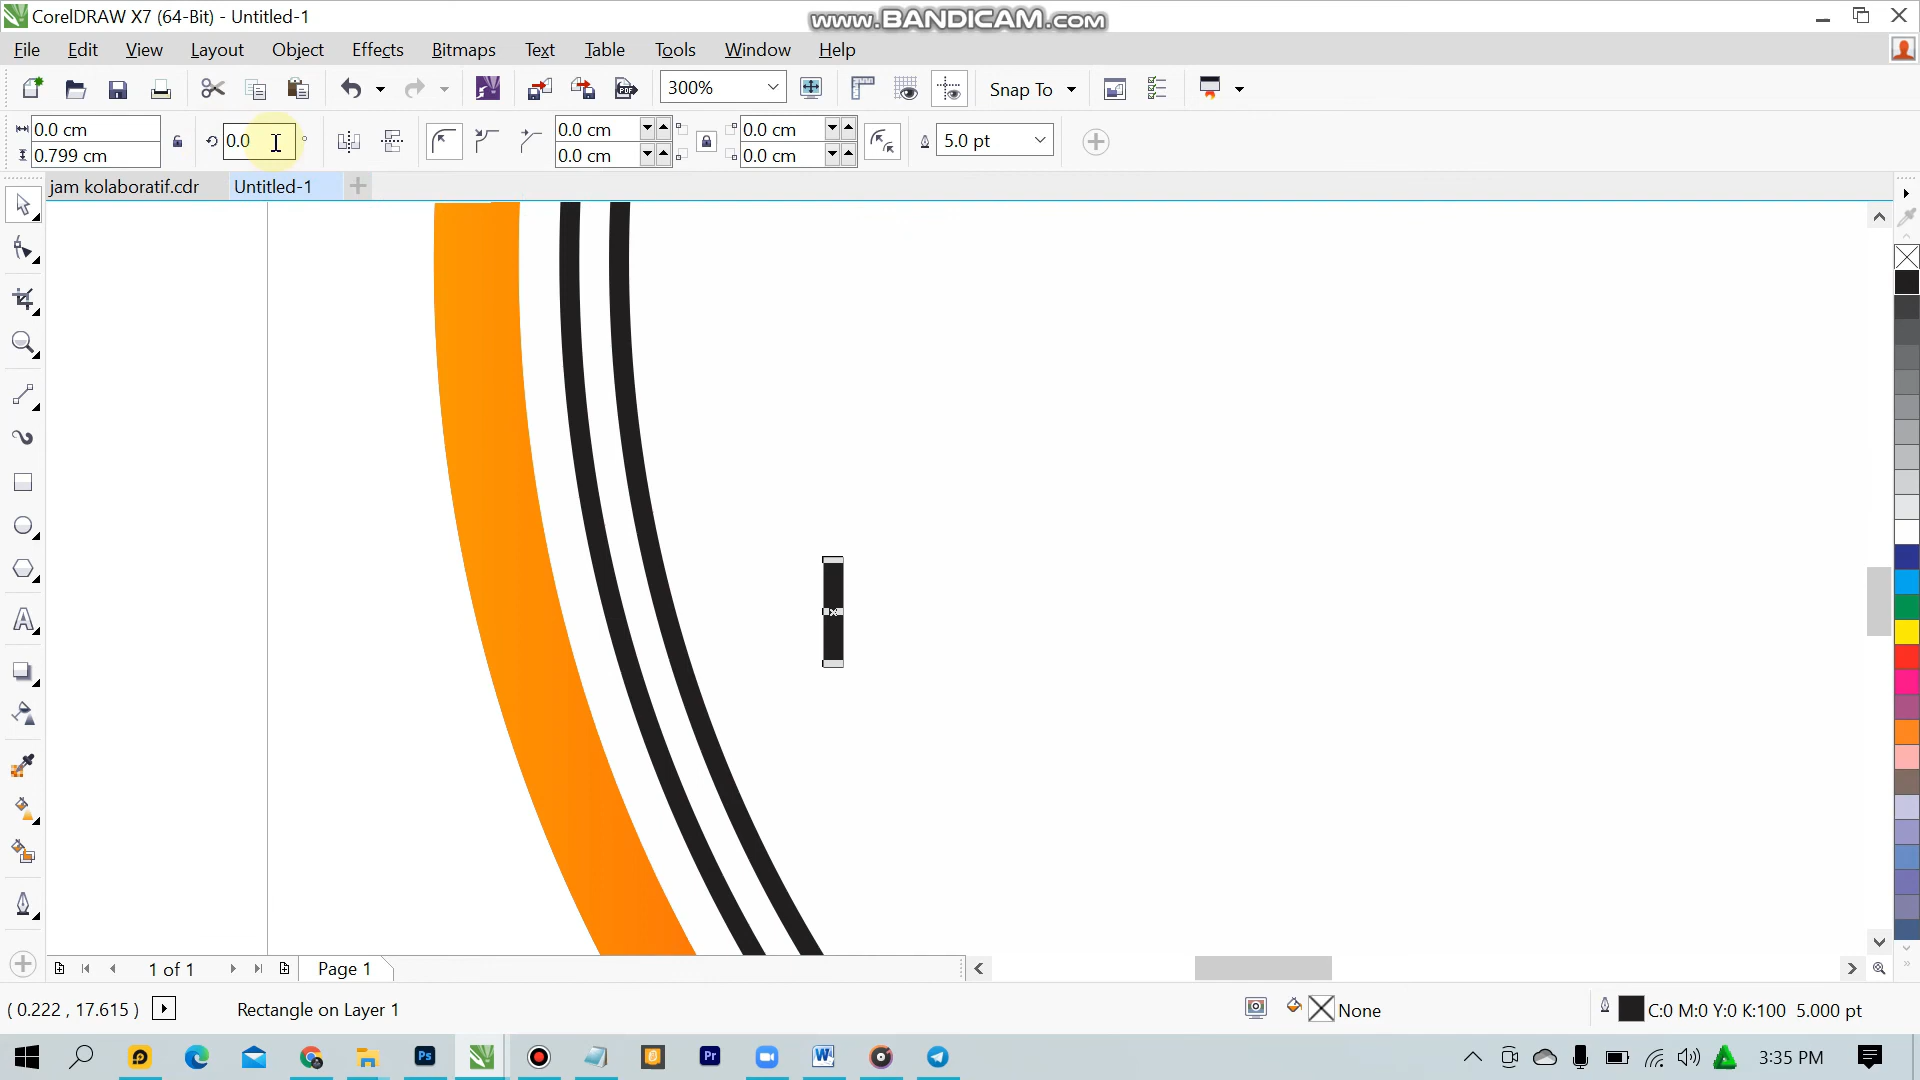 CorelDRAW X7 (64-Bit) - Untitled-1
www.BANDICAM.com
File Edit View Layout Object Effects Bitmaps Text Table Tools Window Help
PDF 300% Snap To
0.0 cm 0.0 ° 0.0 cm 0.0 cm 5.0 pt
0.799 cm 0.0 cm 0.0 cm
jam kolaboratif.cdr Untitled-1
1 of 1 Page 1
( 0.222 , 17.615 ) Rectangle on Layer 1 None C:0 M:0 Y:0 K:100 5.000 pt
Ps Pr W 3:35 PM